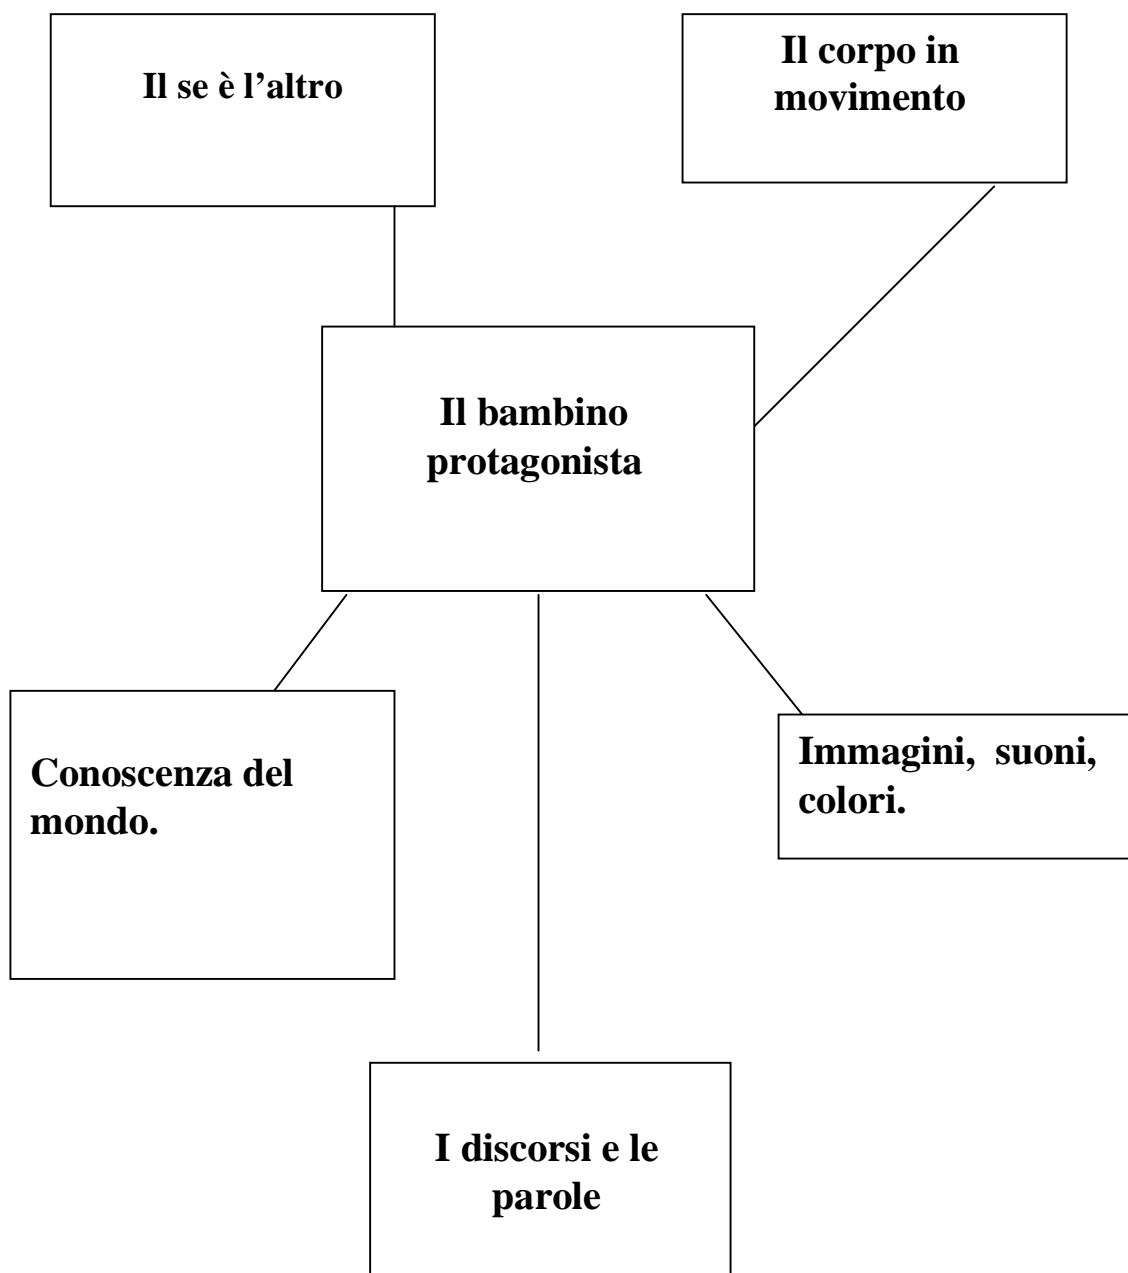 Il se è l’altro
Il corpo in
movimento
Il bambino
protagonista
Conoscenza del
mondo.
Immagini, suoni,
colori.
I discorsi e le
parole